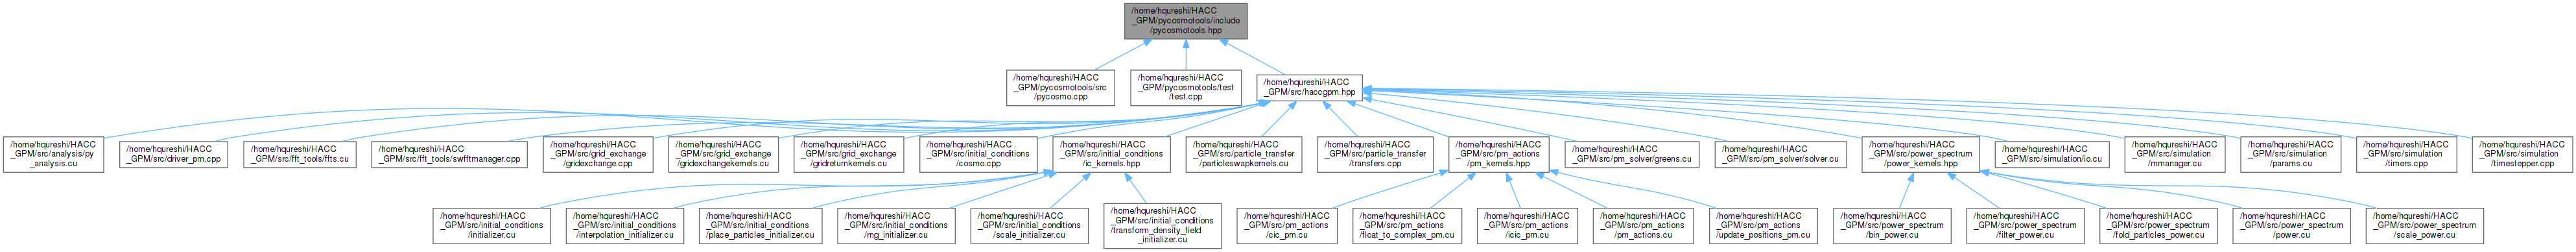 /home/hqureshi/HACC
_GPM/pycosmotools/include
/pycosmotools.hpp
/home/hqureshi/HACC
_GPM/pycosmotools/src
/pycosmo.cpp
/home/hqureshi/HACC
_GPM/pycosmotools/test
/test.cpp
/home/hqureshi/HACC
_GPM/src/haccgpm.hpp
/home/hqureshi/HACC
_GPM/src/analysis/py
_analysis.cu
/home/hqureshi/HACC
_GPM/src/driver_pm.cpp
/home/hqureshi/HACC
_GPM/src/fft_tools/ffts.cu
/home/hqureshi/HACC
_GPM/src/fft_tools/swfftmanager.cpp
/home/hqureshi/HACC
_GPM/src/grid_exchange
/gridexchange.cpp
/home/hqureshi/HACC
_GPM/src/grid_exchange
/gridexchangekernels.cu
/home/hqureshi/HACC
_GPM/src/grid_exchange
/gridreturnkernels.cu
/home/hqureshi/HACC
_GPM/src/initial_conditions
/cosmo.cpp
/home/hqureshi/HACC
_GPM/src/initial_conditions
/ic_kernels.hpp
/home/hqureshi/HACC
_GPM/src/particle_transfer
/particleswapkernels.cu
/home/hqureshi/HACC
_GPM/src/particle_transfer
/transfers.cpp
/home/hqureshi/HACC
_GPM/src/pm_actions
/pm_kernels.hpp
/home/hqureshi/HACC
_GPM/src/pm_solver/greens.cu
/home/hqureshi/HACC
_GPM/src/pm_solver/solver.cu
/home/hqureshi/HACC
_GPM/src/power_spectrum
/power_kernels.hpp
/home/hqureshi/HACC
_GPM/src/simulation/io.cu
/home/hqureshi/HACC
_GPM/src/simulation
/mmanager.cu
/home/hqureshi/HACC
_GPM/src/simulation
/params.cu
/home/hqureshi/HACC
_GPM/src/simulation
/timers.cpp
/home/hqureshi/HACC
_GPM/src/simulation
/timestepper.cpp
/home/hqureshi/HACC
_GPM/src/initial_conditions
/initializer.cu
/home/hqureshi/HACC
_GPM/src/initial_conditions
/interpolation_initializer.cu
/home/hqureshi/HACC
_GPM/src/initial_conditions
/place_particles_initializer.cu
/home/hqureshi/HACC
_GPM/src/initial_conditions
/rng_initializer.cu
/home/hqureshi/HACC
_GPM/src/initial_conditions
/scale_initializer.cu
/home/hqureshi/HACC
_GPM/src/initial_conditions
/transform_density_field
_initializer.cu
/home/hqureshi/HACC
_GPM/src/pm_actions
/cic_pm.cu
/home/hqureshi/HACC
_GPM/src/pm_actions
/float_to_complex_pm.cu
/home/hqureshi/HACC
_GPM/src/pm_actions
/icic_pm.cu
/home/hqureshi/HACC
_GPM/src/pm_actions
/pm_actions.cu
/home/hqureshi/HACC
_GPM/src/pm_actions
/update_positions_pm.cu
/home/hqureshi/HACC
_GPM/src/power_spectrum
/bin_power.cu
/home/hqureshi/HACC
_GPM/src/power_spectrum
/filter_power.cu
/home/hqureshi/HACC
_GPM/src/power_spectrum
/fold_particles_power.cu
/home/hqureshi/HACC
_GPM/src/power_spectrum
/power.cu
/home/hqureshi/HACC
_GPM/src/power_spectrum
/scale_power.cu